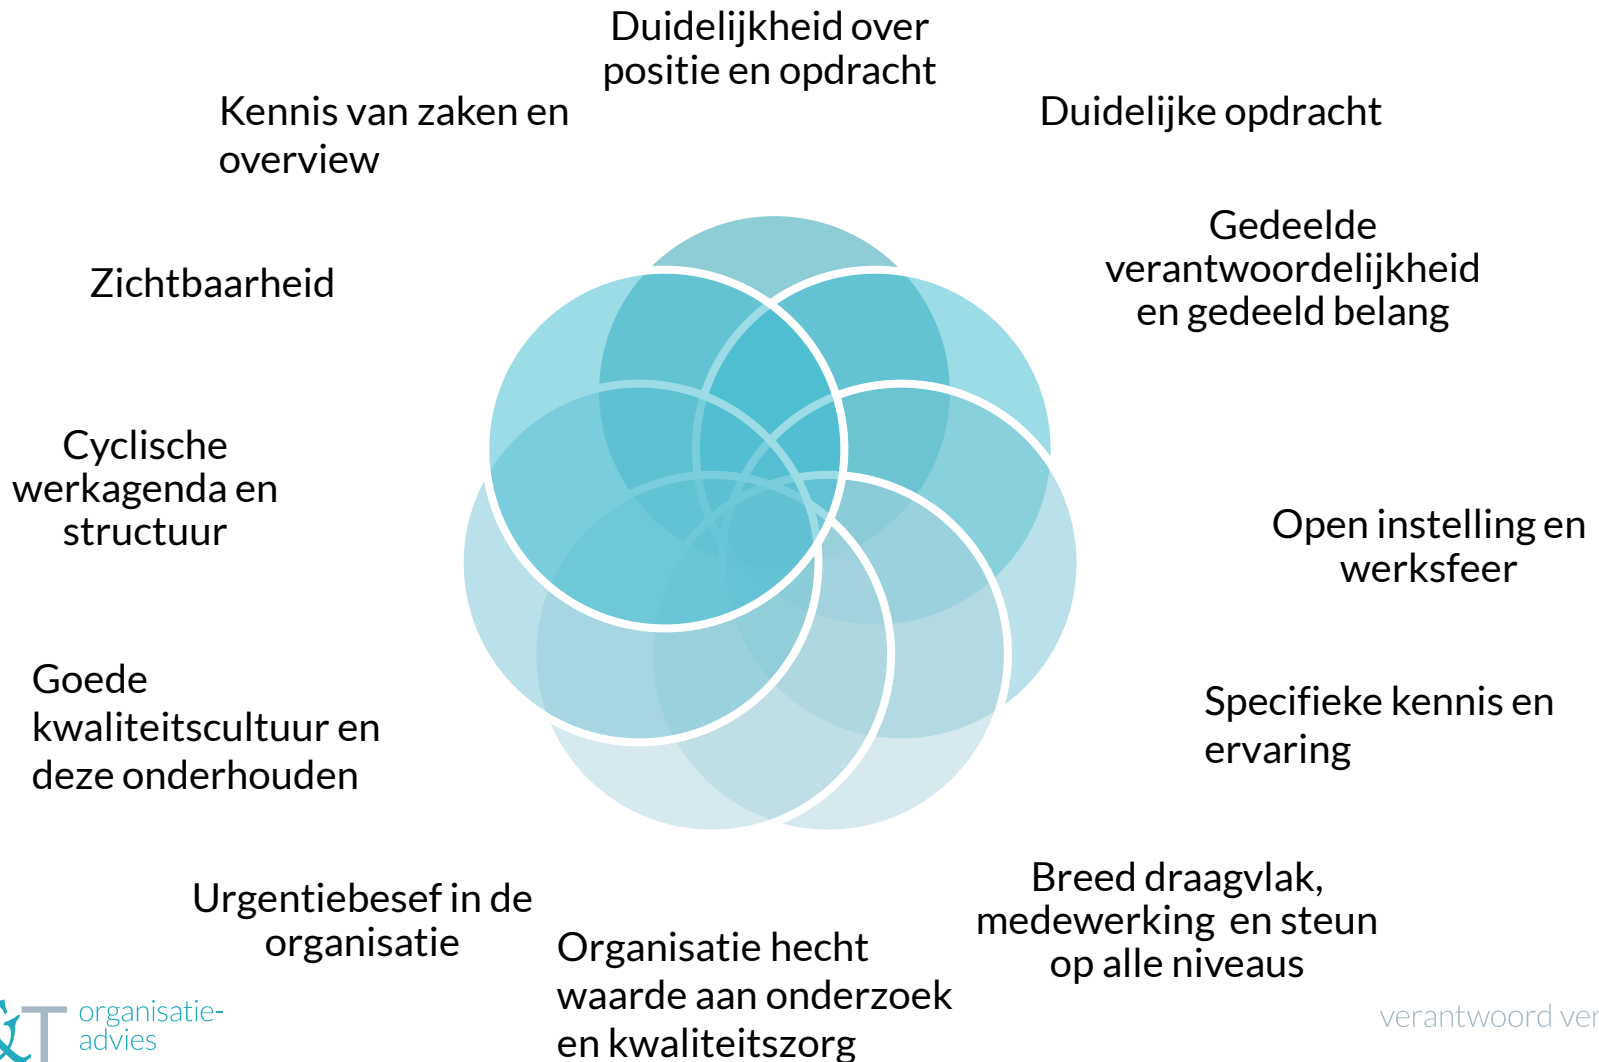 Duidelijkheid over
positie en opdracht
Duidelijke opdracht
Gedeelde
verantwoordelijkheid
en gedeeld belang
Open instelling en
werksfeer
Specifieke kennis en
ervaring
Breed draagvlak,
medewerking en steun
op alle niveaus
Organisatie hecht
waarde aan onderzoek
en kwaliteitszorg
Urgentiebesef in de
organisatie
Goede
kwaliteitscultuur en
deze onderhouden
Cyclische
werkagenda en
structuur
Zichtbaarheid
Kennis van zaken en
overview
&T
organisatie-
advies
verantwoord